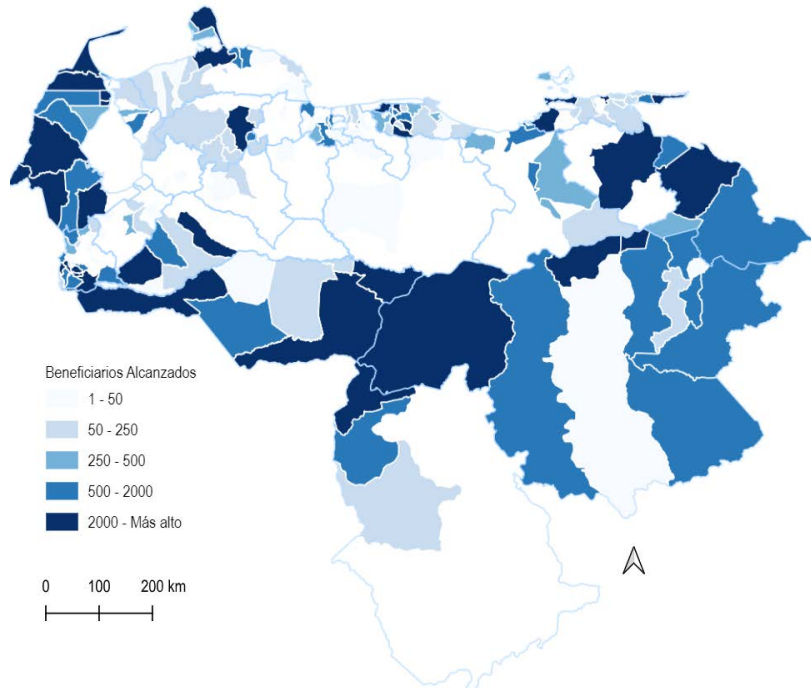 Beneficiarios Alcanzados
1 - 50
50 - 250
250 - 500
500 - 2000
2000 - Más alto
0 100 200 km